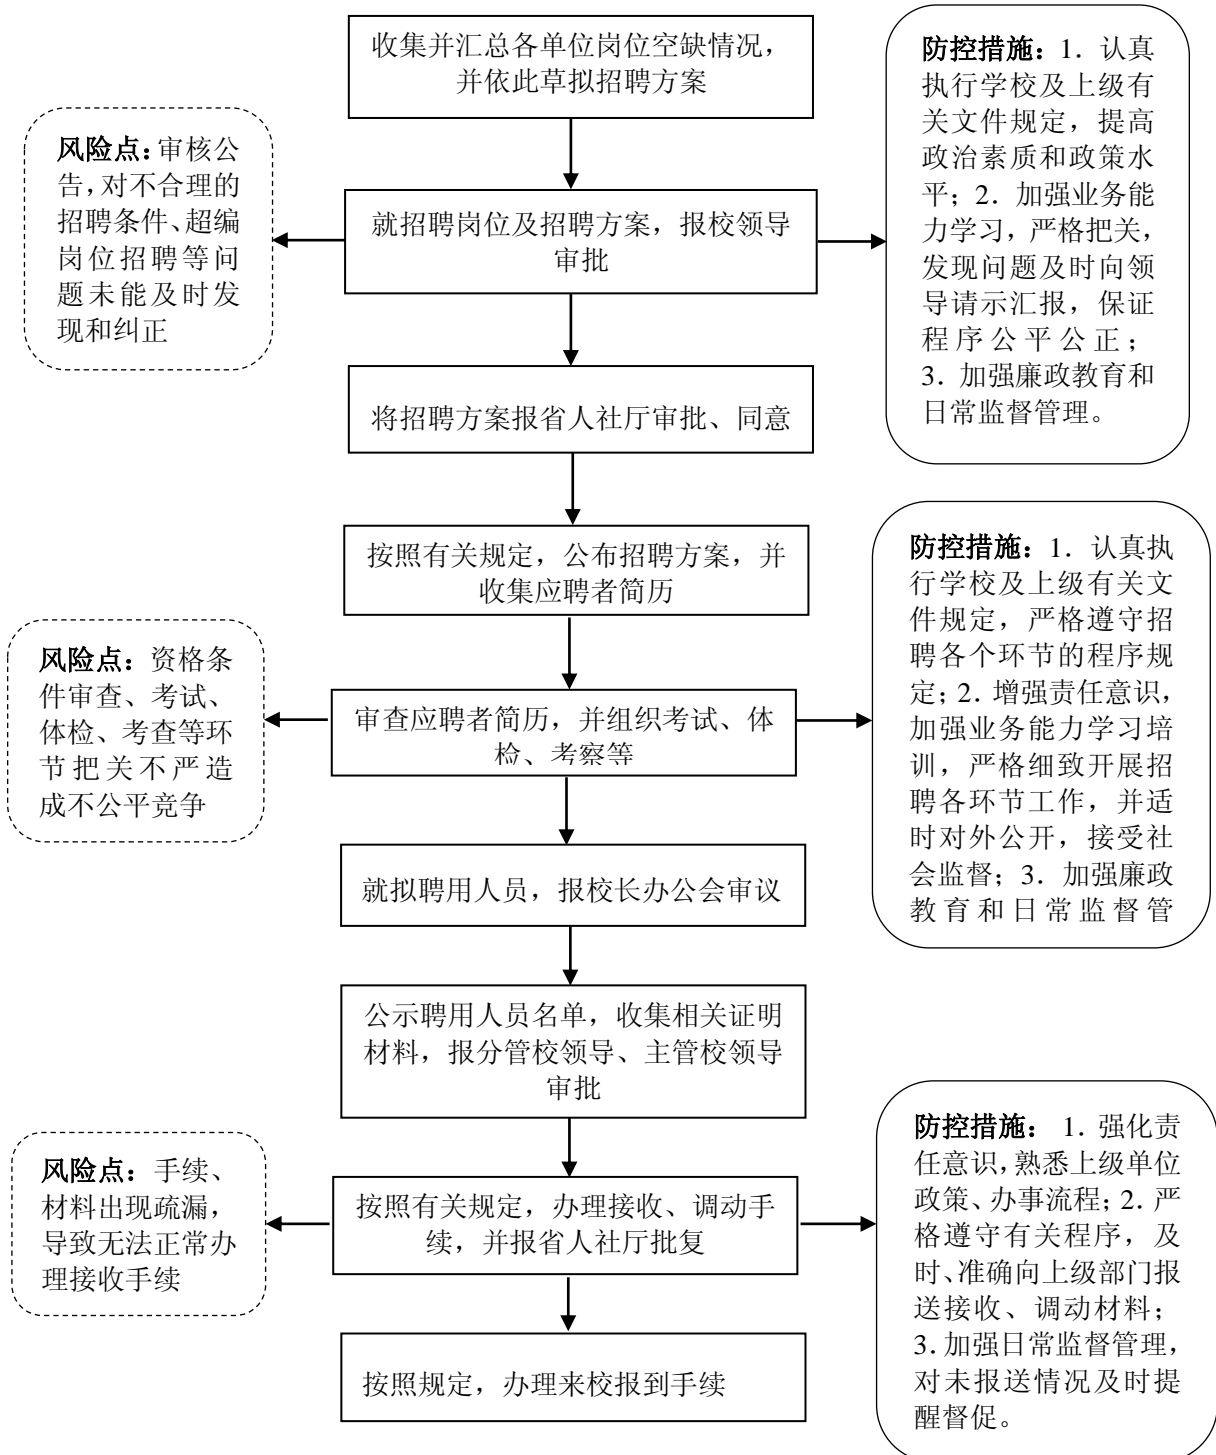 收集并汇总各单位岗位空缺情况，
并依此草拟招聘方案
防控措施：1．认真
执行学校及上级有
关文件规定，提高
政治素质和政策水
平；2．加强业务能
力学习，严格把关，
发现问题及时向领
导请示汇报，保证
程序公平公正；
3．加强廉政教育和
日常监督管理。
风险点：审核公
告，对不合理的
招聘条件、超编
岗位招聘等问
题未能及时发
现和纠正
就招聘岗位及招聘方案，报校领导
审批
将招聘方案报省人社厅审批、同意
按照有关规定，公布招聘方案，并
收集应聘者简历
防控措施：1．认真执
行学校及上级有关文
件规定，严格遵守招
聘各个环节的程序规
定；2．增强责任意识，
加强业务能力学习培
训，严格细致开展招
聘各环节工作，并适
时对外公开，接受社
会监督；3．加强廉政
教育和日常监督管
风险点：资格条
件审查、考试、
体检、考查等环
节把关不严造
成不公平竞争
审查应聘者简历，并组织考试、体
检、考察等
就拟聘用人员，报校长办公会审议
公示聘用人员名单，收集相关证明
材料，报分管校领导、主管校领导
审批
防控措施： 1．强化责
任意识，熟悉上级单位
政策、办事流程；2．严
格遵守有关程序，及
时、准确向上级部门报
送接收、调动材料；
3．加强日常监督管理，
对未报送情况及时提
醒督促。
风险点：手续、
材料出现疏漏，
导致无法正常办
理接收手续
按照有关规定，办理接收、调动手
续，并报省人社厅批复
按照规定，办理来校报到手续